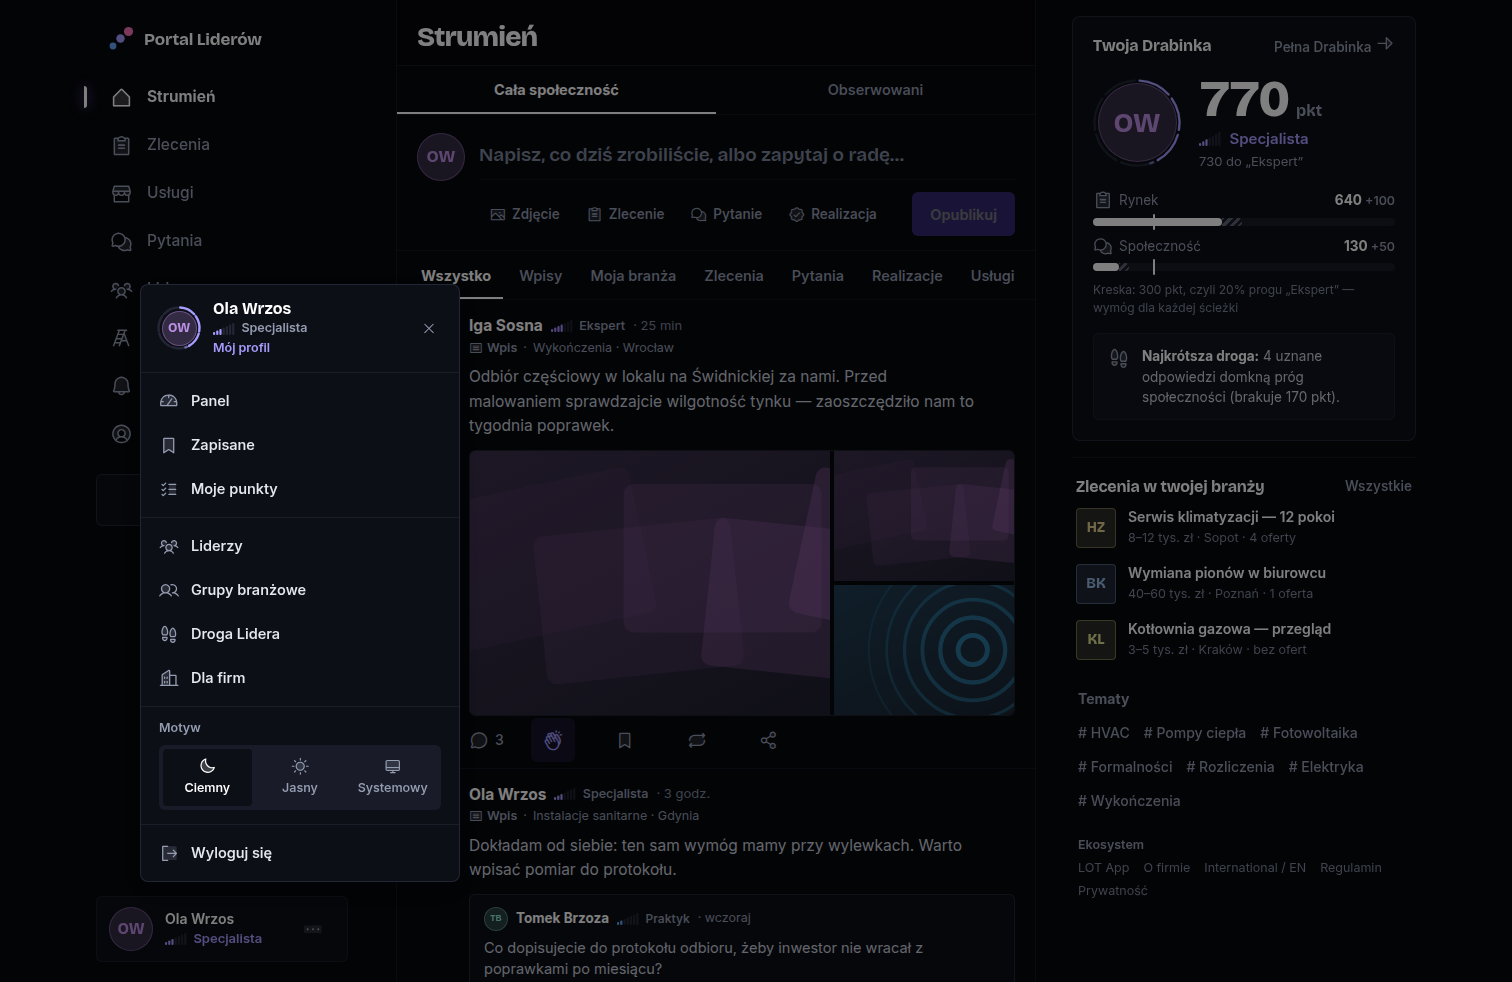 Portal Liderów
Strumień
Zlecenia
Usługi
Pytania
OW
Ola Wrzos
Specjalista
Mój profil
Panel
Zapisane
Moje punkty
Liderzy
Grupy branżowe
Droga Lidera
Dla firm
Motyw
Ciemny
Jasny
Systemowy
Wyloguj się
OW
Ola Wrzos
Specjalista
Strumień
Cała społeczność
Obserwowani
OW
Napisz, co dziś zrobiliście, albo zapytaj o radę...
Zdjęcie
Zlecenie
Pytanie
Realizacja
Opublikuj
Wszystko
Wpisy
Moja branża
Zlecenia
Pytania
Realizacje
Usługi
Iga Sosna Ekspert · 25 min
Wpis · Wykończenia · Wrocław
Odbiór częściowy w lokalu na Świdnickiej za nami. Przed
malowaniem sprawdzajcie wilgotność tynku — zaoszczędziło nam to
tygodnia poprawek.
3
Ola Wrzos Specjalista · 3 godz.
Wpis · Instalacje sanitarne · Gdynia
Dokładam od siebie: ten sam wymóg mamy przy wylewkach. Warto
wpisać pomiar do protokołu.
TB Tomek Brzoza Praktyk · wczoraj
Co dopisujecie do protokołu odbioru, żeby inwestor nie wracał z
poprawkami po miesiącu?
Twoja Drabinka
Pełna Drabinka
OW
770 pkt
Specjalista
730 do „Ekspert”
Rynek 640 +100
Społeczność 130 +50
Kreska: 300 pkt, czyli 20% progu „Ekspert” —
wymóg dla każdej ścieżki
Najkrótsza droga: 4 uznane
odpowiedzi domkną próg
społeczności (brakuje 170 pkt).
Zlecenia w twojej branży
Wszystkie
HZ
Serwis klimatyzacji — 12 pokoi
8–12 tys. zł · Sopot · 4 oferty
BK
Wymiana pionów w biurowcu
40–60 tys. zł · Poznań · 1 oferta
KL
Kotłownia gazowa — przegląd
3–5 tys. zł · Kraków · bez ofert
Tematy
# HVAC # Pompy ciepła # Fotowoltaika
# Formalności # Rozliczenia # Elektryka
# Wykończenia
Ekosystem
LOT App O firmie International / EN Regulamin
Prywatność